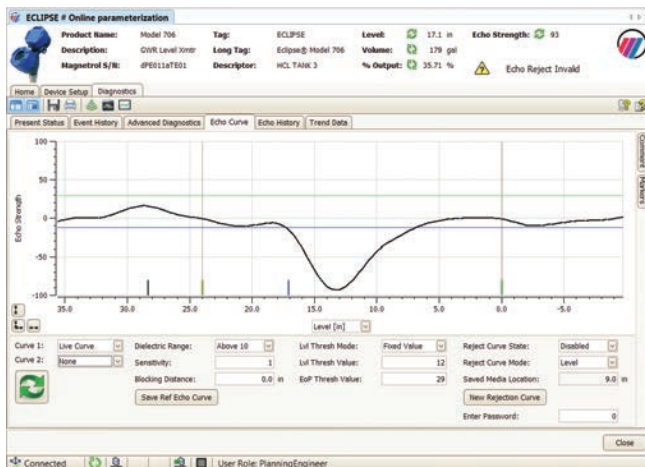 ECLIPSE # Online parameterization
Product Name: Model 706 Tag: ECLIPSE Level: 17.1 in Echo Strength: 93
Description: GWR Level Xmtr Long Tag: Eclipse® Model 706 Volume: 179 gal
Magnetrol S/N: dPE011aTE01 Descriptor: HCL TANK 3 % Output: 35.71 % Echo Reject Invalid
Home Device Setup Diagnostics
Present Status Event History Advanced Diagnostics Echo Curve Echo History Trend Data
Comment
Markers
Echo Strength
100
50
0
-50
-100
35.0 30.0 25.0 20.0 15.0 10.0 5.0 0.0 -5.0
Level [in]
Curve 1: Live Curve Dielectric Range: Above 10 Lvl Thresh Mode: Fixed Value Reject Curve State: Disabled
Curve 2: None Sensitivity: 1 Lvl Thresh Value: 12 Reject Curve Mode: Level
Blocking Distance: 0.0 in EoP Thresh Value: 29 Saved Media Location: 9.0 in
Save Ref Echo Curve New Rejection Curve
Enter Password: 0
Close
Connected User Role: PlanningEngineer